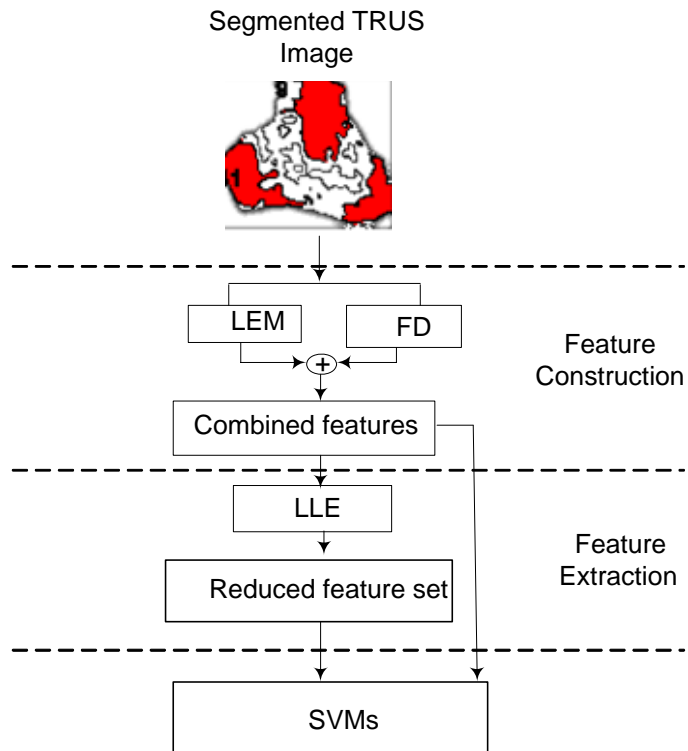 Segmented TRUS
Image
9
1
LEM
FD
+
Feature
Construction
Combined features
LLE
Feature
Extraction
Reduced feature set
SVMs